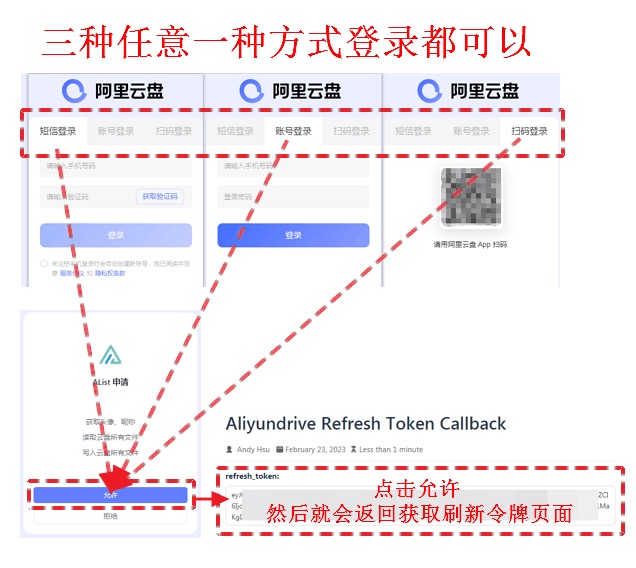 三种任意一种方式登录都可以
阿里云盘 阿里云盘 阿里云盘
短信登录 账号登录 扫码登录 短信登录 账号登录 扫码登录 短信登录 账号登录 扫码登录
请输入手机号码 请输入手机号码
请输入验证码 获取验证码 登录密码
登录 登录
请用阿里云盘 App 扫码
未注册手机登录时会自动创建新账号,我已阅读并同
意 服务协议 和 隐私权条款
AList 申请
获取头像、昵称
读取云盘所有文件
写入云盘所有文件
允许
拒绝
Aliyundrive Refresh Token Callback
Andy Hsu February 23, 2023 Less than 1 minute
refresh_token:
点击允许
然后就会返回获取刷新令牌页面